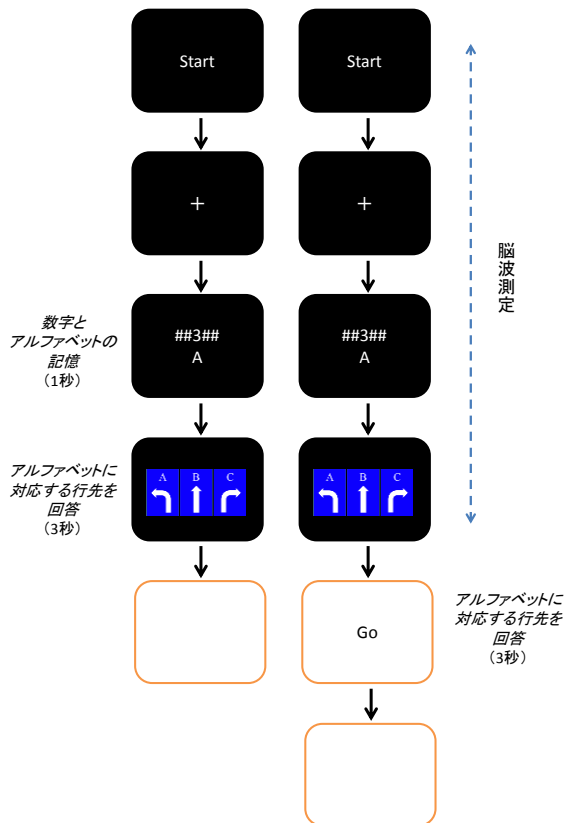 Start
Start
+
+
脳波測定
数字と
アルファベットの
記憶
(1秒)
##3##
A
##3##
A
アルファベットに
対応する行先を
回答
(3秒)
A B C
A B C
Go
アルファベットに
対応する行先を
回答
(3秒)